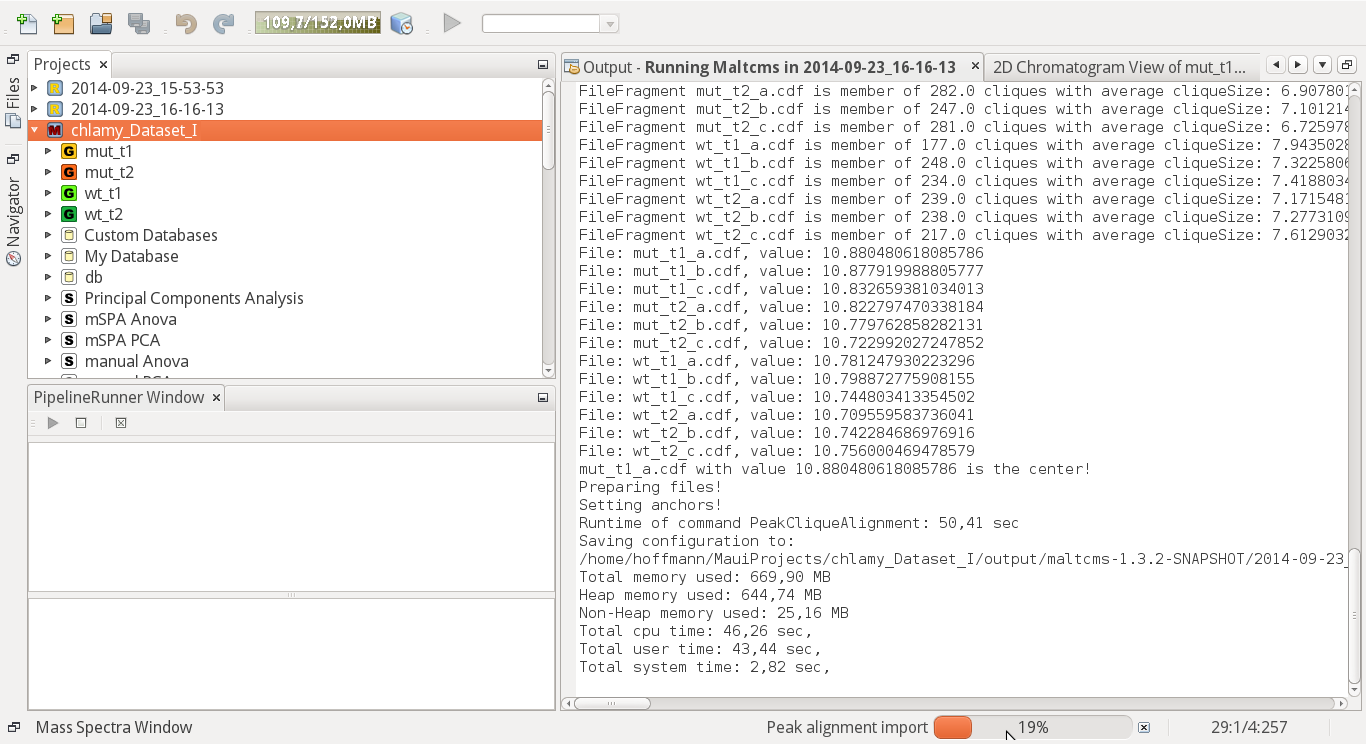 109,7/152,0MB
Files
Navigator
Projects
2014-09-23_15-53-53
2014-09-23_16-16-13
chlamy_Dataset_I
mut_t1
mut_t2
wt_t1
wt_t2
Custom Databases
My Database
db
Principal Components Analysis
mSPA Anova
mSPA PCA
manual Anova
PipelineRunner Window
Output - Running Maltcms in 2014-09-23_16-16-13
2D Chromatogram View of mut_t1...
FileFragment mut_t2_a.cdf is member of 282.0 cliques with average cliqueSize: 6.907801
FileFragment mut_t2_b.cdf is member of 247.0 cliques with average cliqueSize: 7.101214
FileFragment mut_t2_c.cdf is member of 281.0 cliques with average cliqueSize: 6.725978
FileFragment wt_t1_a.cdf is member of 177.0 cliques with average cliqueSize: 7.9435028
FileFragment wt_t1_b.cdf is member of 248.0 cliques with average cliqueSize: 7.3225806
FileFragment wt_t1_c.cdf is member of 234.0 cliques with average cliqueSize: 7.4188034
FileFragment wt_t2_a.cdf is member of 239.0 cliques with average cliqueSize: 7.1715481
FileFragment wt_t2_b.cdf is member of 238.0 cliques with average cliqueSize: 7.2773109
FileFragment wt_t2_c.cdf is member of 217.0 cliques with average cliqueSize: 7.6129032
File: mut_t1_a.cdf, value: 10.880480618085786
File: mut_t1_b.cdf, value: 10.877919988805777
File: mut_t1_c.cdf, value: 10.832659381034013
File: mut_t2_a.cdf, value: 10.822797470338184
File: mut_t2_b.cdf, value: 10.779762858282131
File: mut_t2_c.cdf, value: 10.722992027247852
File: wt_t1_a.cdf, value: 10.781247930223296
File: wt_t1_b.cdf, value: 10.798872775908155
File: wt_t1_c.cdf, value: 10.744803413354502
File: wt_t2_a.cdf, value: 10.709559583736041
File: wt_t2_b.cdf, value: 10.742284686976916
File: wt_t2_c.cdf, value: 10.756000469478579
mut_t1_a.cdf with value 10.880480618085786 is the center!
Preparing files!
Setting anchors!
Runtime of command PeakCliqueAlignment: 50,41 sec
Saving configuration to:
/home/hoffmann/MauiProjects/chlamy_Dataset_I/output/maltcms-1.3.2-SNAPSHOT/2014-09-23_
Total memory used: 669,90 MB
Heap memory used: 644,74 MB
Non-Heap memory used: 25,16 MB
Total cpu time: 46,26 sec,
Total user time: 43,44 sec,
Total system time: 2,82 sec,
Mass Spectra Window
Peak alignment import
19%
29:1/4:257